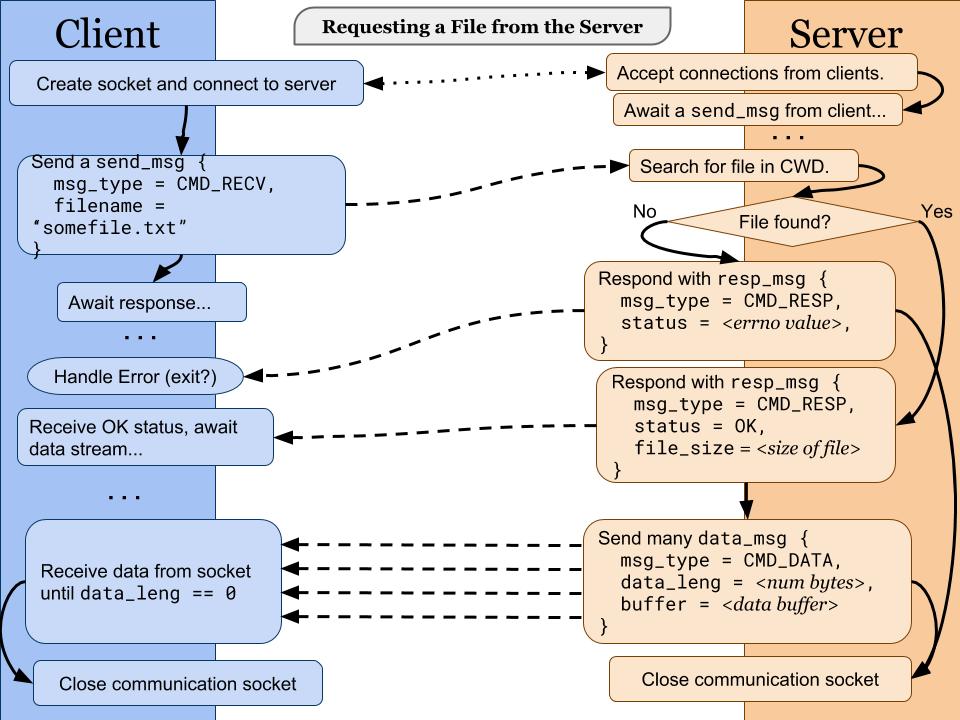 Requesting a File from the Server
Client
Server
Create socket and connect to server
Accept connections from clients.
Await a send_msg from client...
...
Send a send_msg {
msg_type = CMD_RECV,
filename =
“somefile.txt”
}
Search for file in CWD.
No
File found?
Yes
Await response...
...
Respond with resp_msg {
msg_type = CMD_RESP,
status = <errno value>,
}
Handle Error (exit?)
Respond with resp_msg {
msg_type = CMD_RESP,
status = OK,
file_size = <size of file>
}
Receive OK status, await
data stream...
...
Send many data_msg {
msg_type = CMD_DATA,
data_leng = <num bytes>,
buffer = <data buffer>
}
Receive data from socket
until data_leng == 0
Close communication socket
Close communication socket